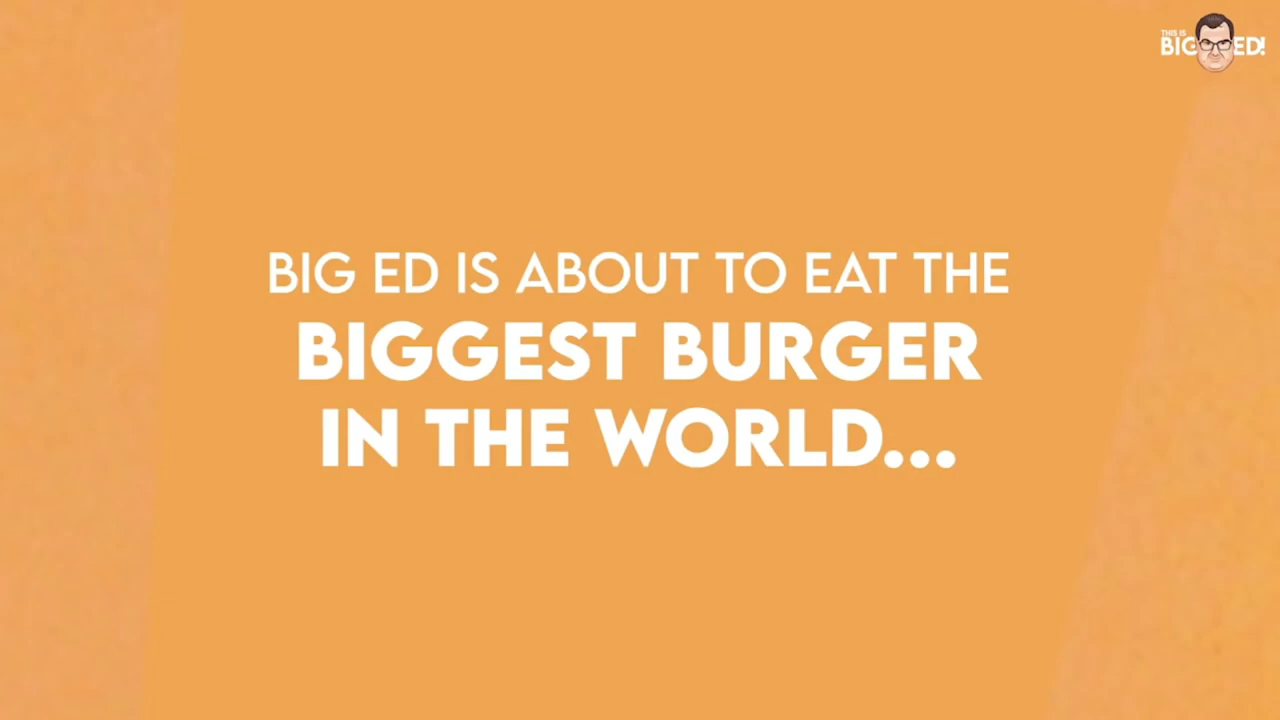 THIS IS
BIG ED!
BIG ED IS ABOUT TO EAT THE
BIGGEST BURGER
IN THE WORLD...